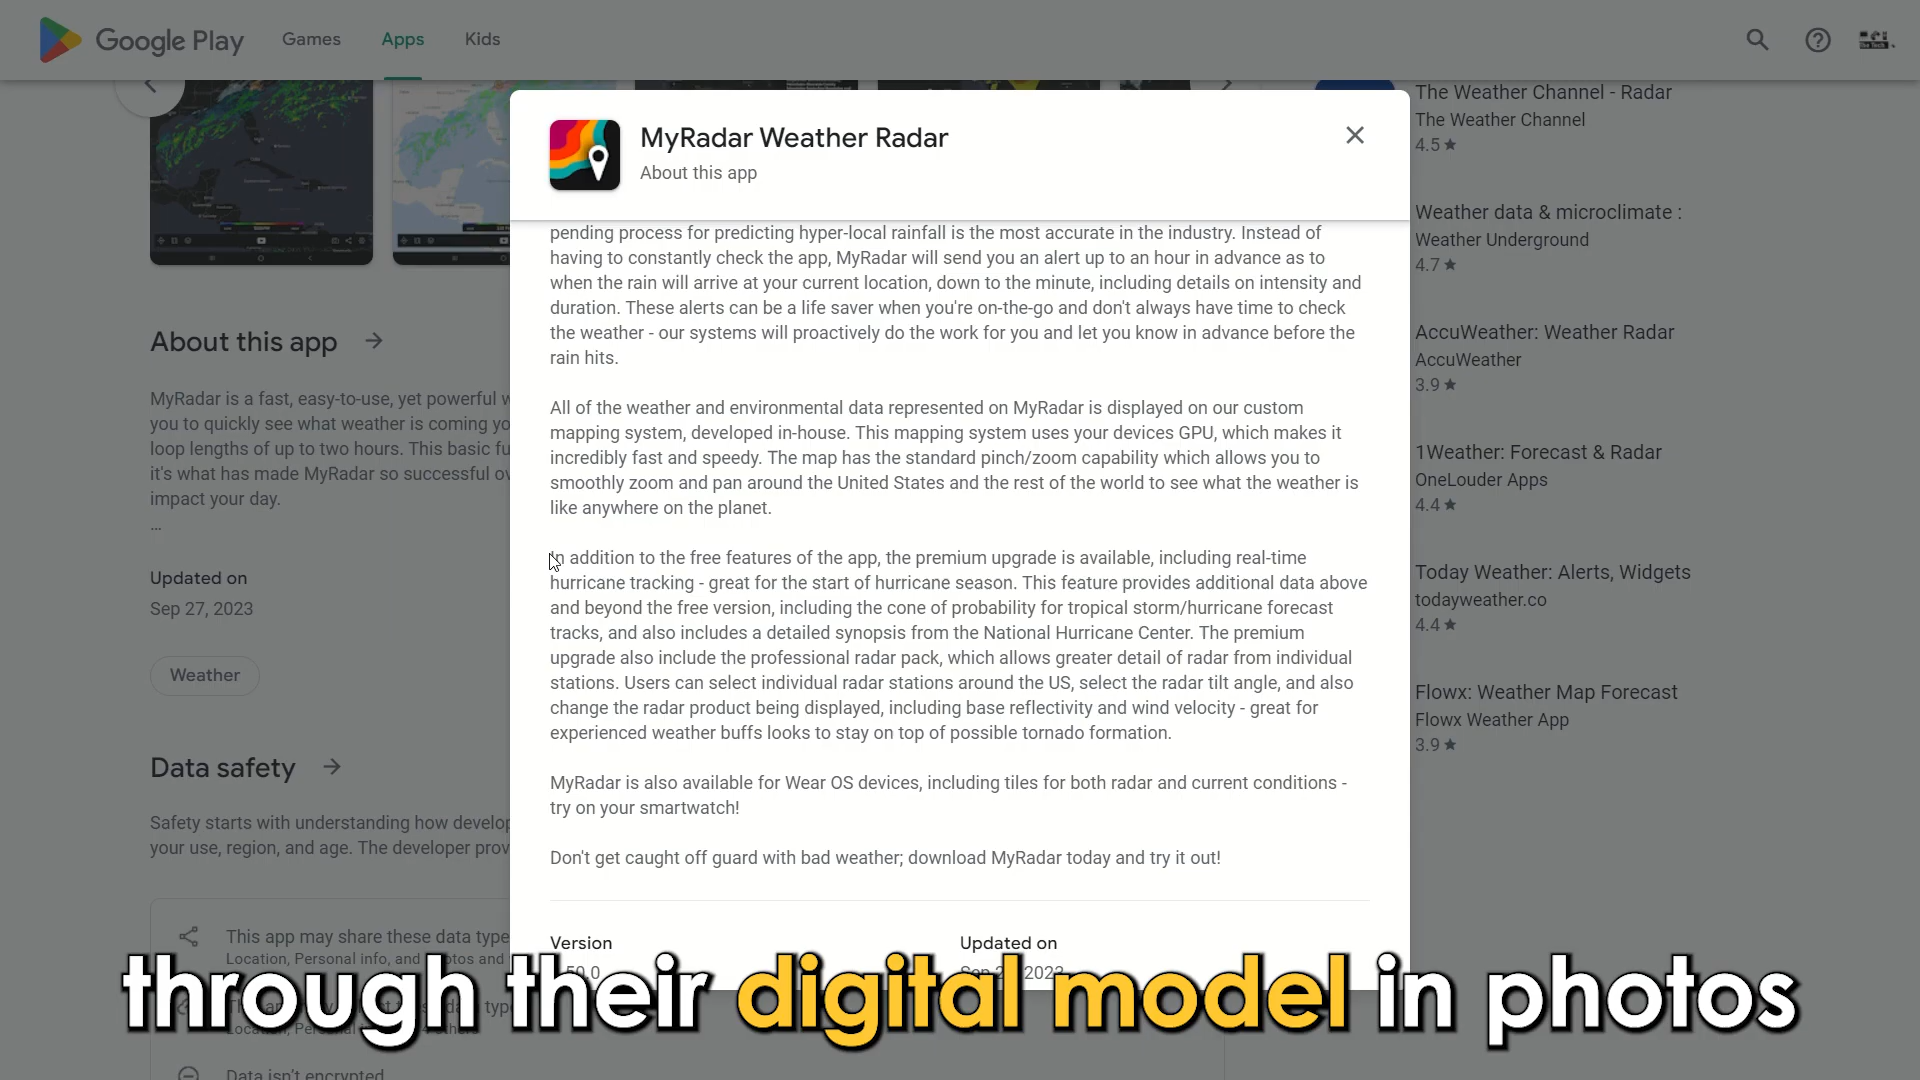 Google Play Games Apps Kids
MyRadar Weather Radar
About this app
pending process for predicting hyper-local rainfall is the most accurate in the industry. Instead of
having to constantly check the app, MyRadar will send you an alert up to an hour in advance as to
when the rain will arrive at your current location, down to the minute, including details on intensity and
duration. These alerts can be a life saver when you're on-the-go and don't always have time to check
the weather - our systems will proactively do the work for you and let you know in advance before the
rain hits.
All of the weather and environmental data represented on MyRadar is displayed on our custom
mapping system, developed in-house. This mapping system uses your devices GPU, which makes it
incredibly fast and speedy. The map has the standard pinch/zoom capability which allows you to
smoothly zoom and pan around the United States and the rest of the world to see what the weather is
like anywhere on the planet.
In addition to the free features of the app, the premium upgrade is available, including real-time
hurricane tracking - great for the start of hurricane season. This feature provides additional data above
and beyond the free version, including the cone of probability for tropical storm/hurricane forecast
tracks, and also includes a detailed synopsis from the National Hurricane Center. The premium
upgrade also include the professional radar pack, which allows greater detail of radar from individual
stations. Users can select individual radar stations around the US, select the radar tilt angle, and also
change the radar product being displayed, including base reflectivity and wind velocity - great for
experienced weather buffs looks to stay on top of possible tornado formation.
MyRadar is also available for Wear OS devices, including tiles for both radar and current conditions -
try on your smartwatch!
Don't get caught off guard with bad weather; download MyRadar today and try it out!
Version
Updated on
About this app
MyRadar is a fast, easy-to-use, yet powerful
you to quickly see what weather is coming
loop lengths of up to two hours. This basic
it's what has made MyRadar so successful
impact your day.
...
Updated on
Sep 27, 2023
Weather
Data safety
Safety starts with understanding how
your use, region, and age. The developer
This app may share these data
Location, Personal info, and
Data isn't encrypted
The Weather Channel - Radar
The Weather Channel
4.5 ★
Weather data & microclimate :
Weather Underground
4.7 ★
AccuWeather: Weather Radar
AccuWeather
3.9 ★
1Weather: Forecast & Radar
OneLouder Apps
4.4 ★
Today Weather: Alerts, Widgets
todayweather.co
4.4 ★
Flowx: Weather Map Forecast
Flowx Weather App
3.9 ★
through their digital model in photos